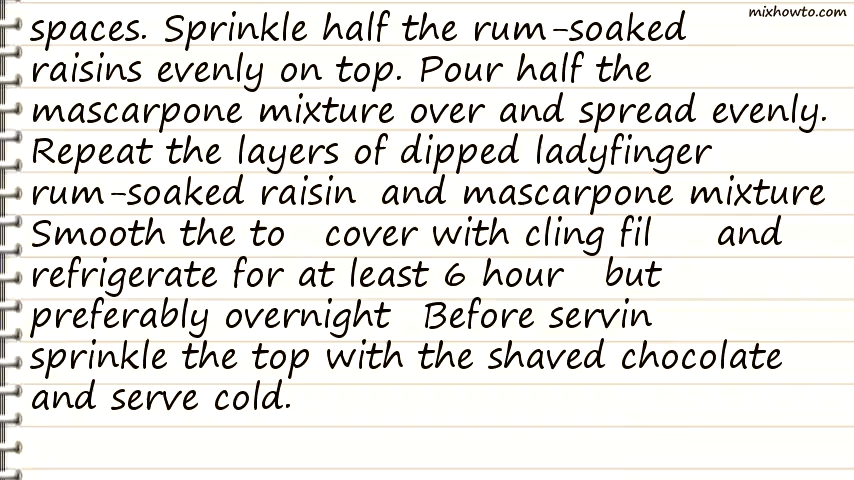 mixhowto.com
spaces. Sprinkle half the rum-soaked
raisins evenly on top. Pour half the
mascarpone mixture over and spread evenly.
Repeat the layers of dipped ladyfinger
rum-soaked raisin and mascarpone mixture
Smooth the to cover with cling fil and
refrigerate for at least 6 hour but
preferably overnight Before servin
sprinkle the top with the shaved chocolate
and serve cold.